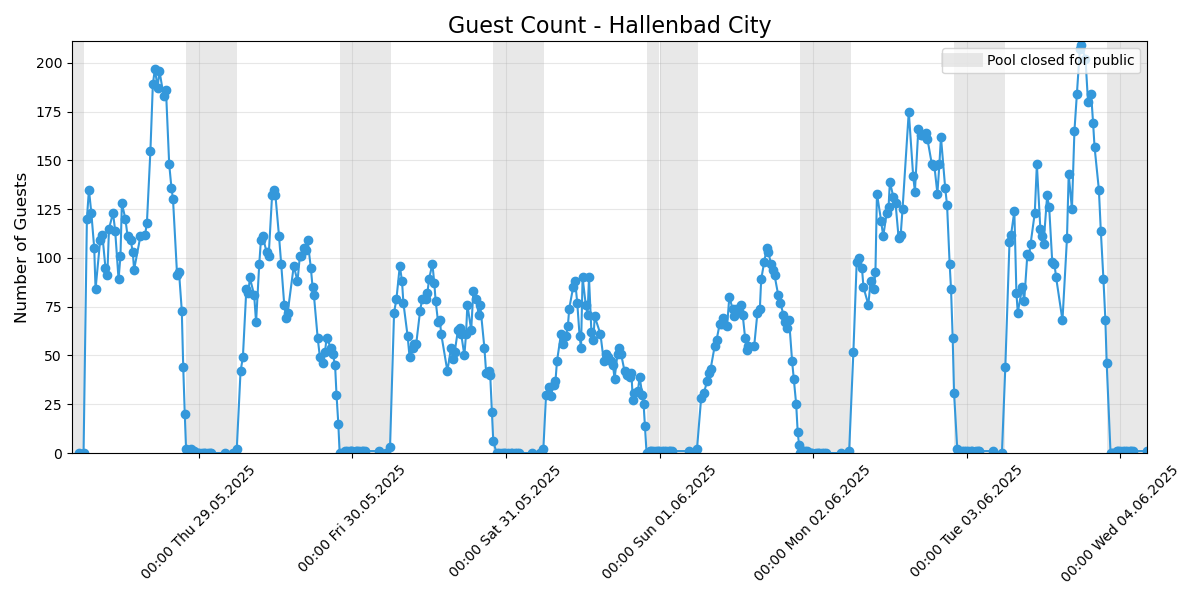 Guest Count - Hallenbad City
Pool closed for public
Number of Guests
200
175
150
125
100
75
50
25
0
00:00 Thu 29.05.2025
00:00 Fri 30.05.2025
00:00 Sat 31.05.2025
00:00 Sun 01.06.2025
00:00 Mon 02.06.2025
00:00 Tue 03.06.2025
00:00 Wed 04.06.2025